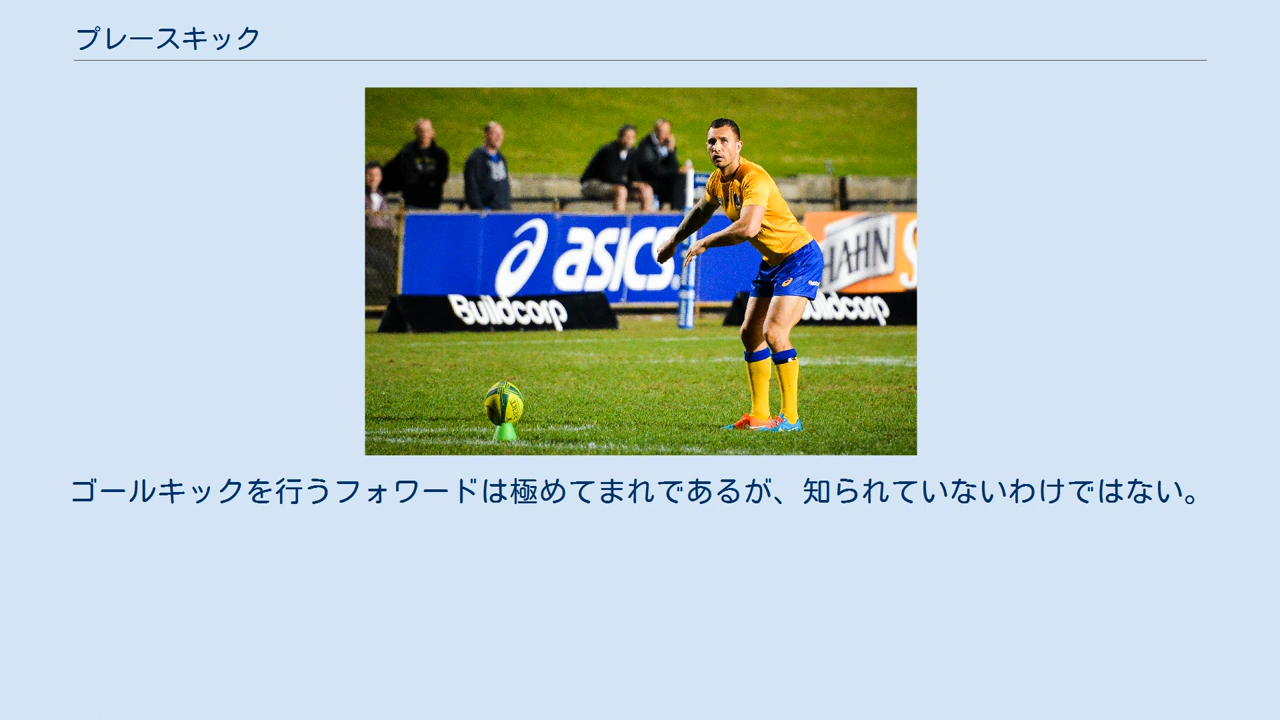 プレースキック
asics
HAHN
Buildcorp
Buildcorp
ゴールキックを行うフォワードは極めてまれであるが、知られていないわけではない。